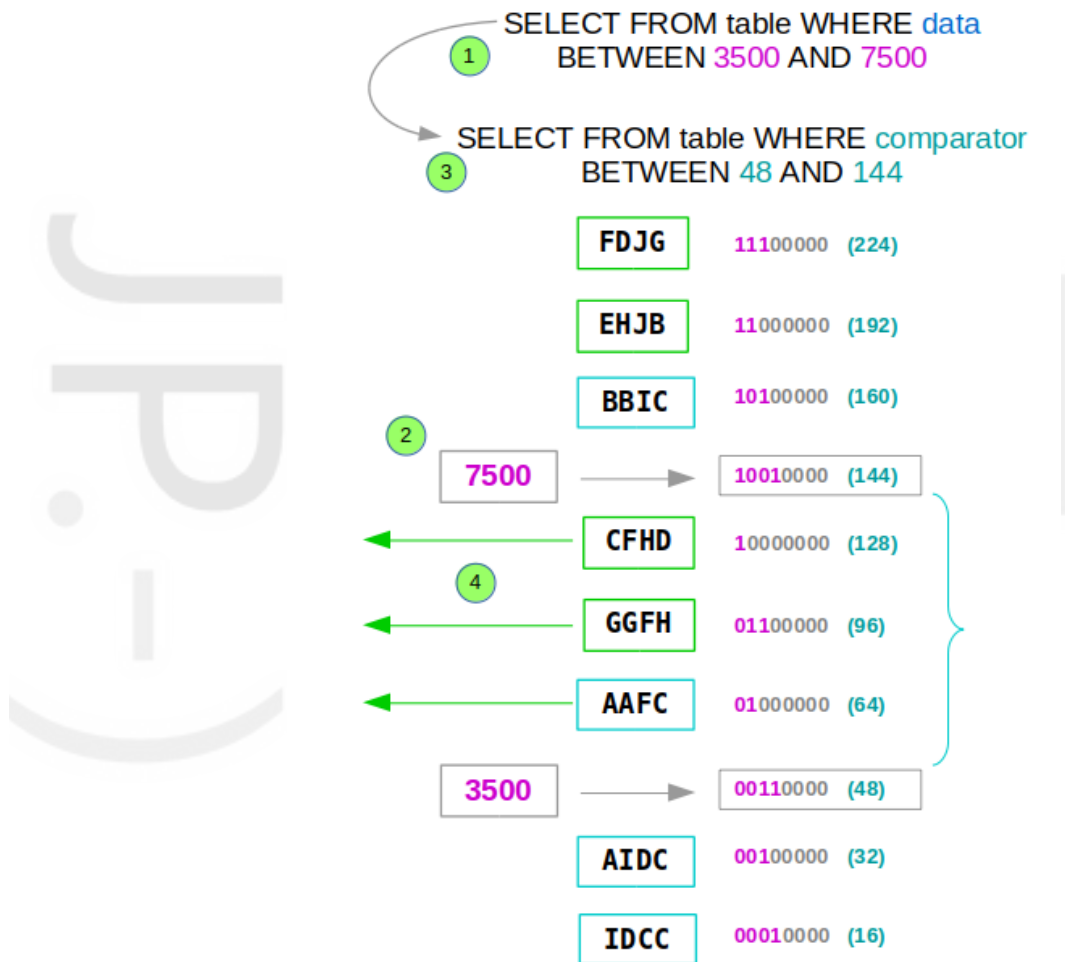 SELECT FROM table WHERE data
1 BETWEEN 3500 AND 7500
SELECT FROM table WHERE comparator
3 BETWEEN 48 AND 144
FDJG 11100000 (224)
EHJB 11000000 (192)
BBIC 10100000 (160)
2
7500 10010000 (144)
CFHD 10000000 (128)
4
GGFH 01100000 (96)
AAFC 01000000 (64)
3500 00110000 (48)
AIDC 00100000 (32)
IDCC 00010000 (16)
JP:-)